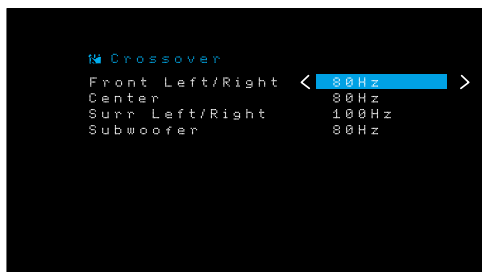 Crossover
Front Left/Right < 80Hz >
Center 80Hz
Surr Left/Right 100Hz
Subwoofer 80Hz